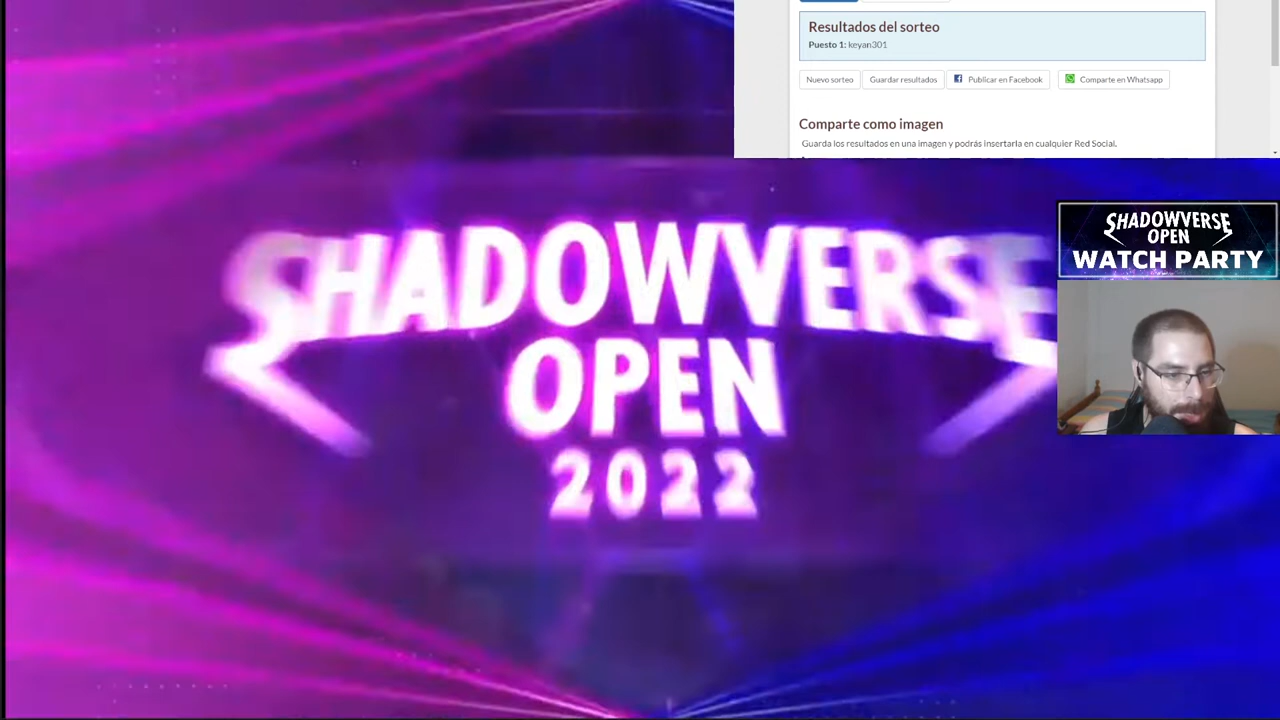 Resultados del sorteo
Puesto 1: keyan301
Nuevo sorteo
Guardar resultados
Publicar en Facebook
Comparte en Whatsapp
Comparte como imagen
Guarda los resultados en una imagen y podrás insertarla en cualquier Red Social.
SHADOWVERSE
OPEN
WATCH PARTY
SHADOWVERSE
OPEN
2022